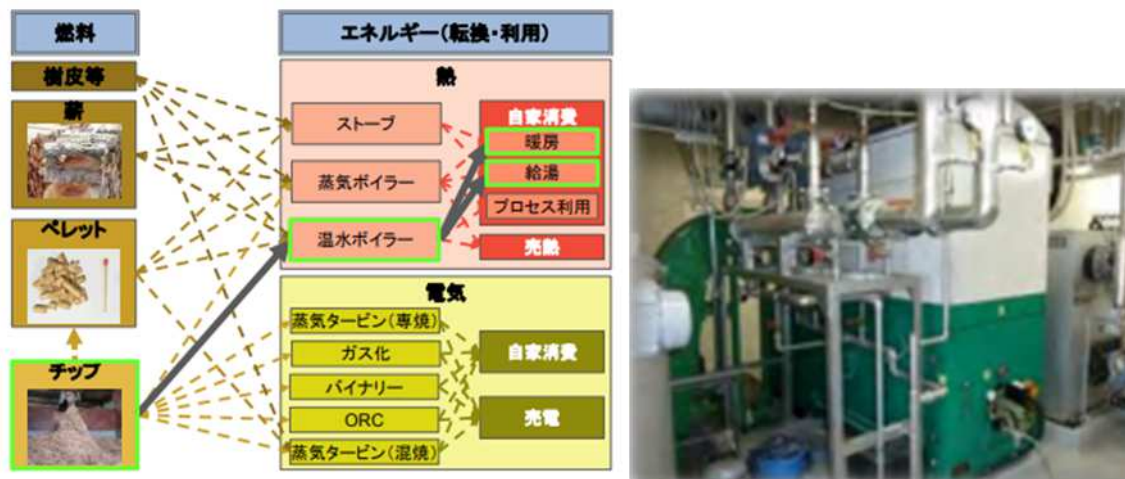 燃料
エネルギー（転換・利用）
樹皮等
薪
ペレット
チップ
熱
ストーブ
蒸気ボイラー
温水ボイラー
自家消費
暖房
給湯
プロセス利用
売熱
電気
蒸気タービン（専焼）
ガス化
バイナリー
ORC
蒸気タービン（混焼）
自家消費
売電